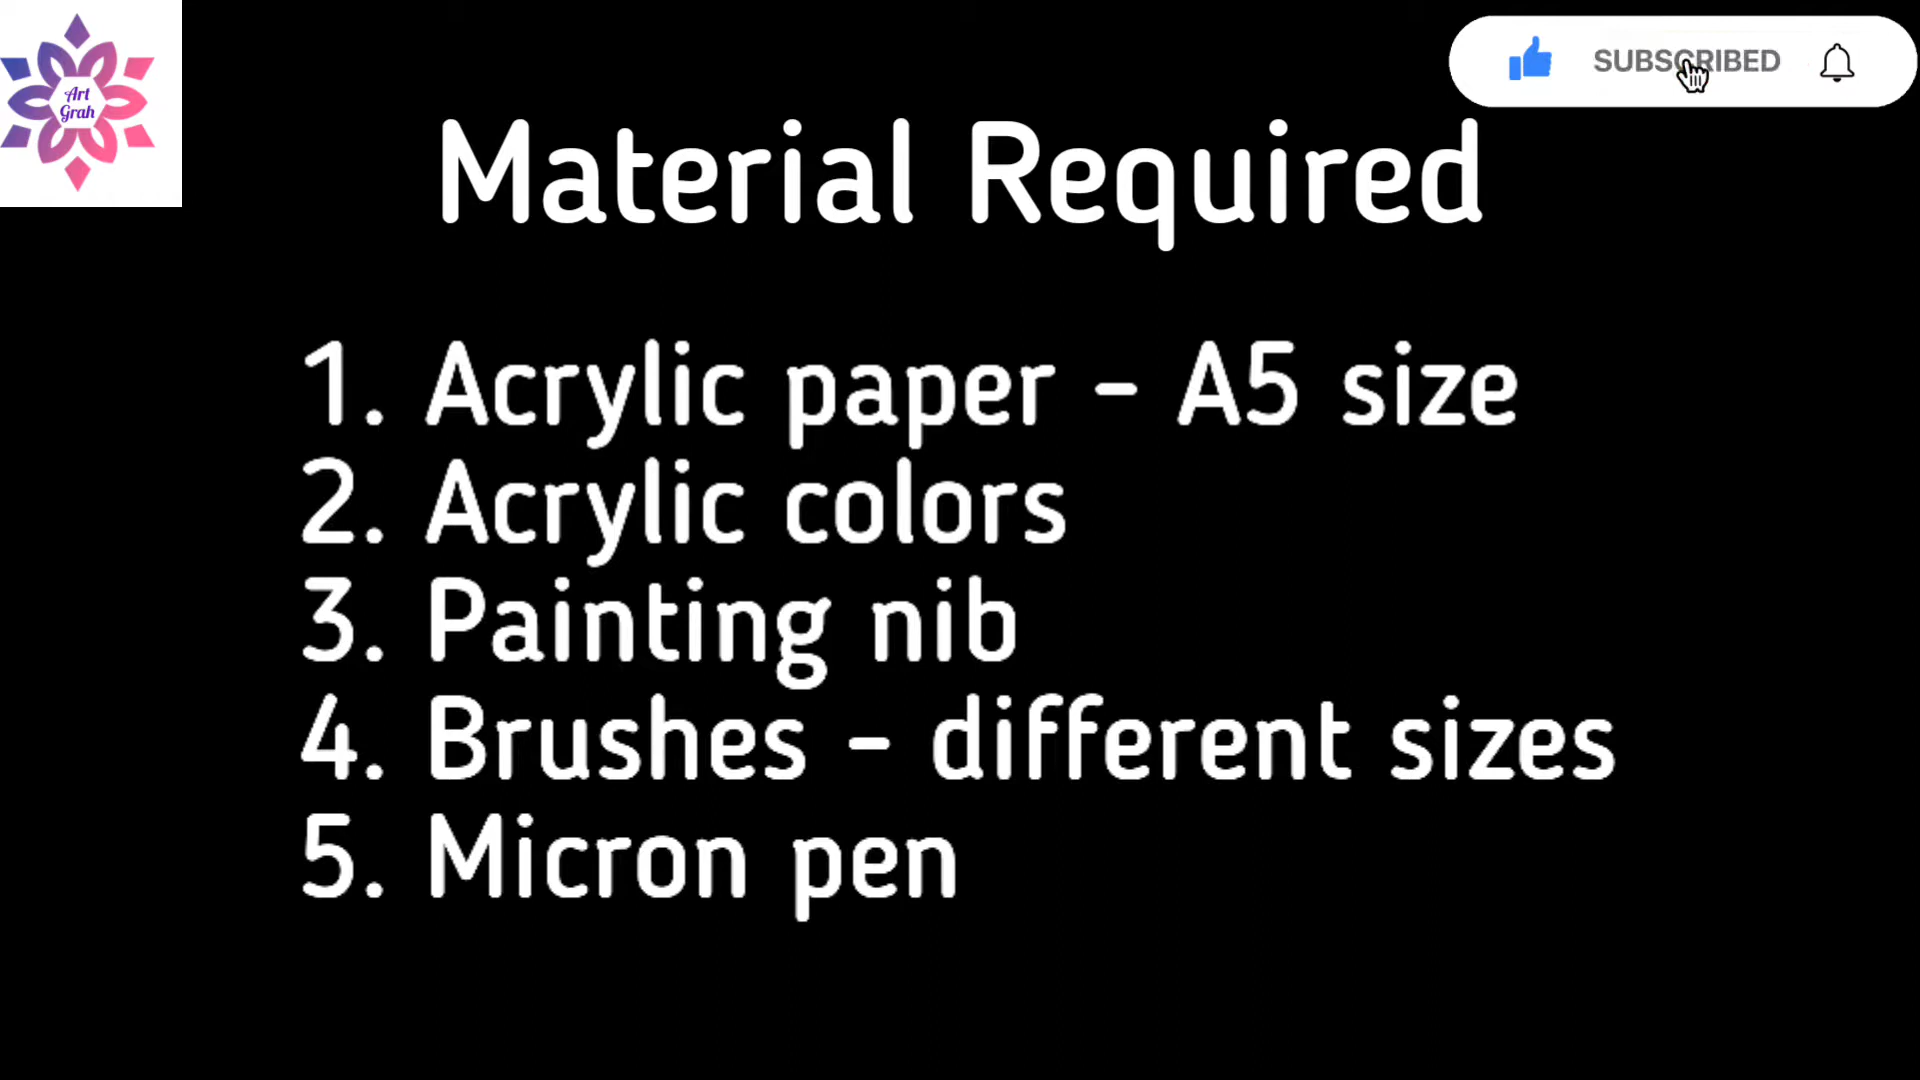 Art
Grah
SUBSCRIBED
Material Required
1. Acrylic paper - A5 size
2. Acrylic colors
3. Painting nib
4. Brushes - different sizes
5. Micron pen